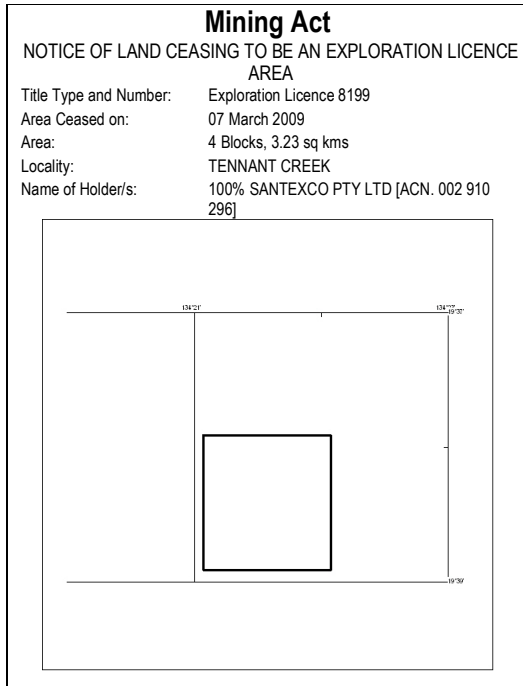 Mining Act
NOTICE OF LAND CEASING TO BE AN EXPLORATION LICENCE
AREA
Title Type and Number: Exploration Licence 8199
Area Ceased on: 07 March 2009
Area: 4 Blocks, 3.23 sq kms
Locality: TENNANT CREEK
Name of Holder/s: 100% SANTEXCO PTY LTD [ACN. 002 910
296]
134°21'
19°37'
19°39'